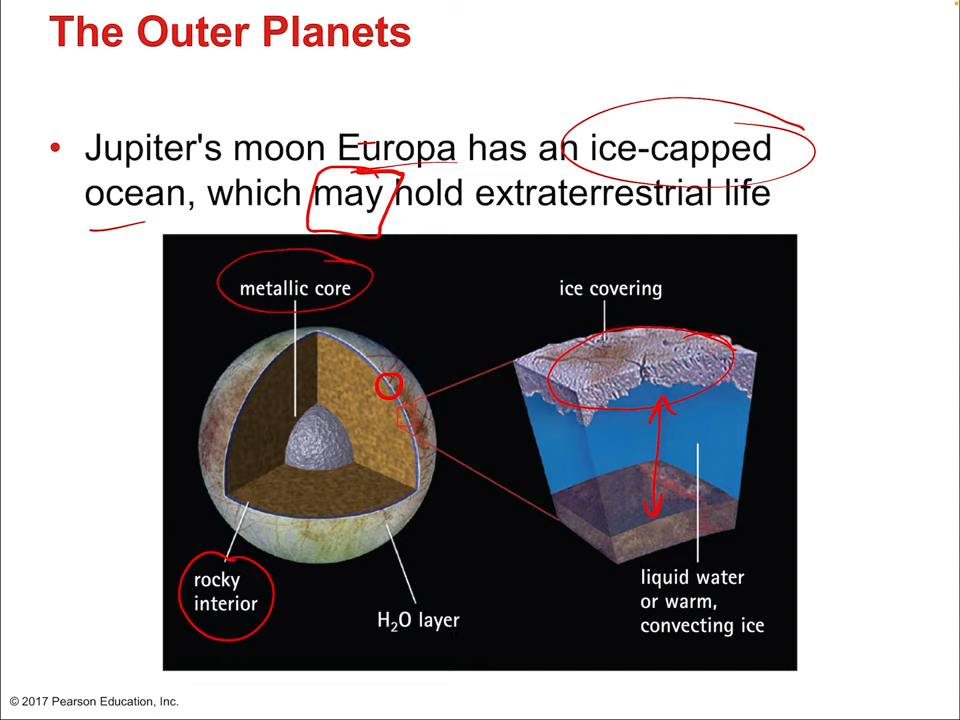 The Outer Planets
• Jupiter's moon Europa has an ice-capped
ocean, which may hold extraterrestrial life
metallic core
ice covering
rocky
interior
H₂O layer
liquid water
or warm,
convecting ice
© 2017 Pearson Education, Inc.